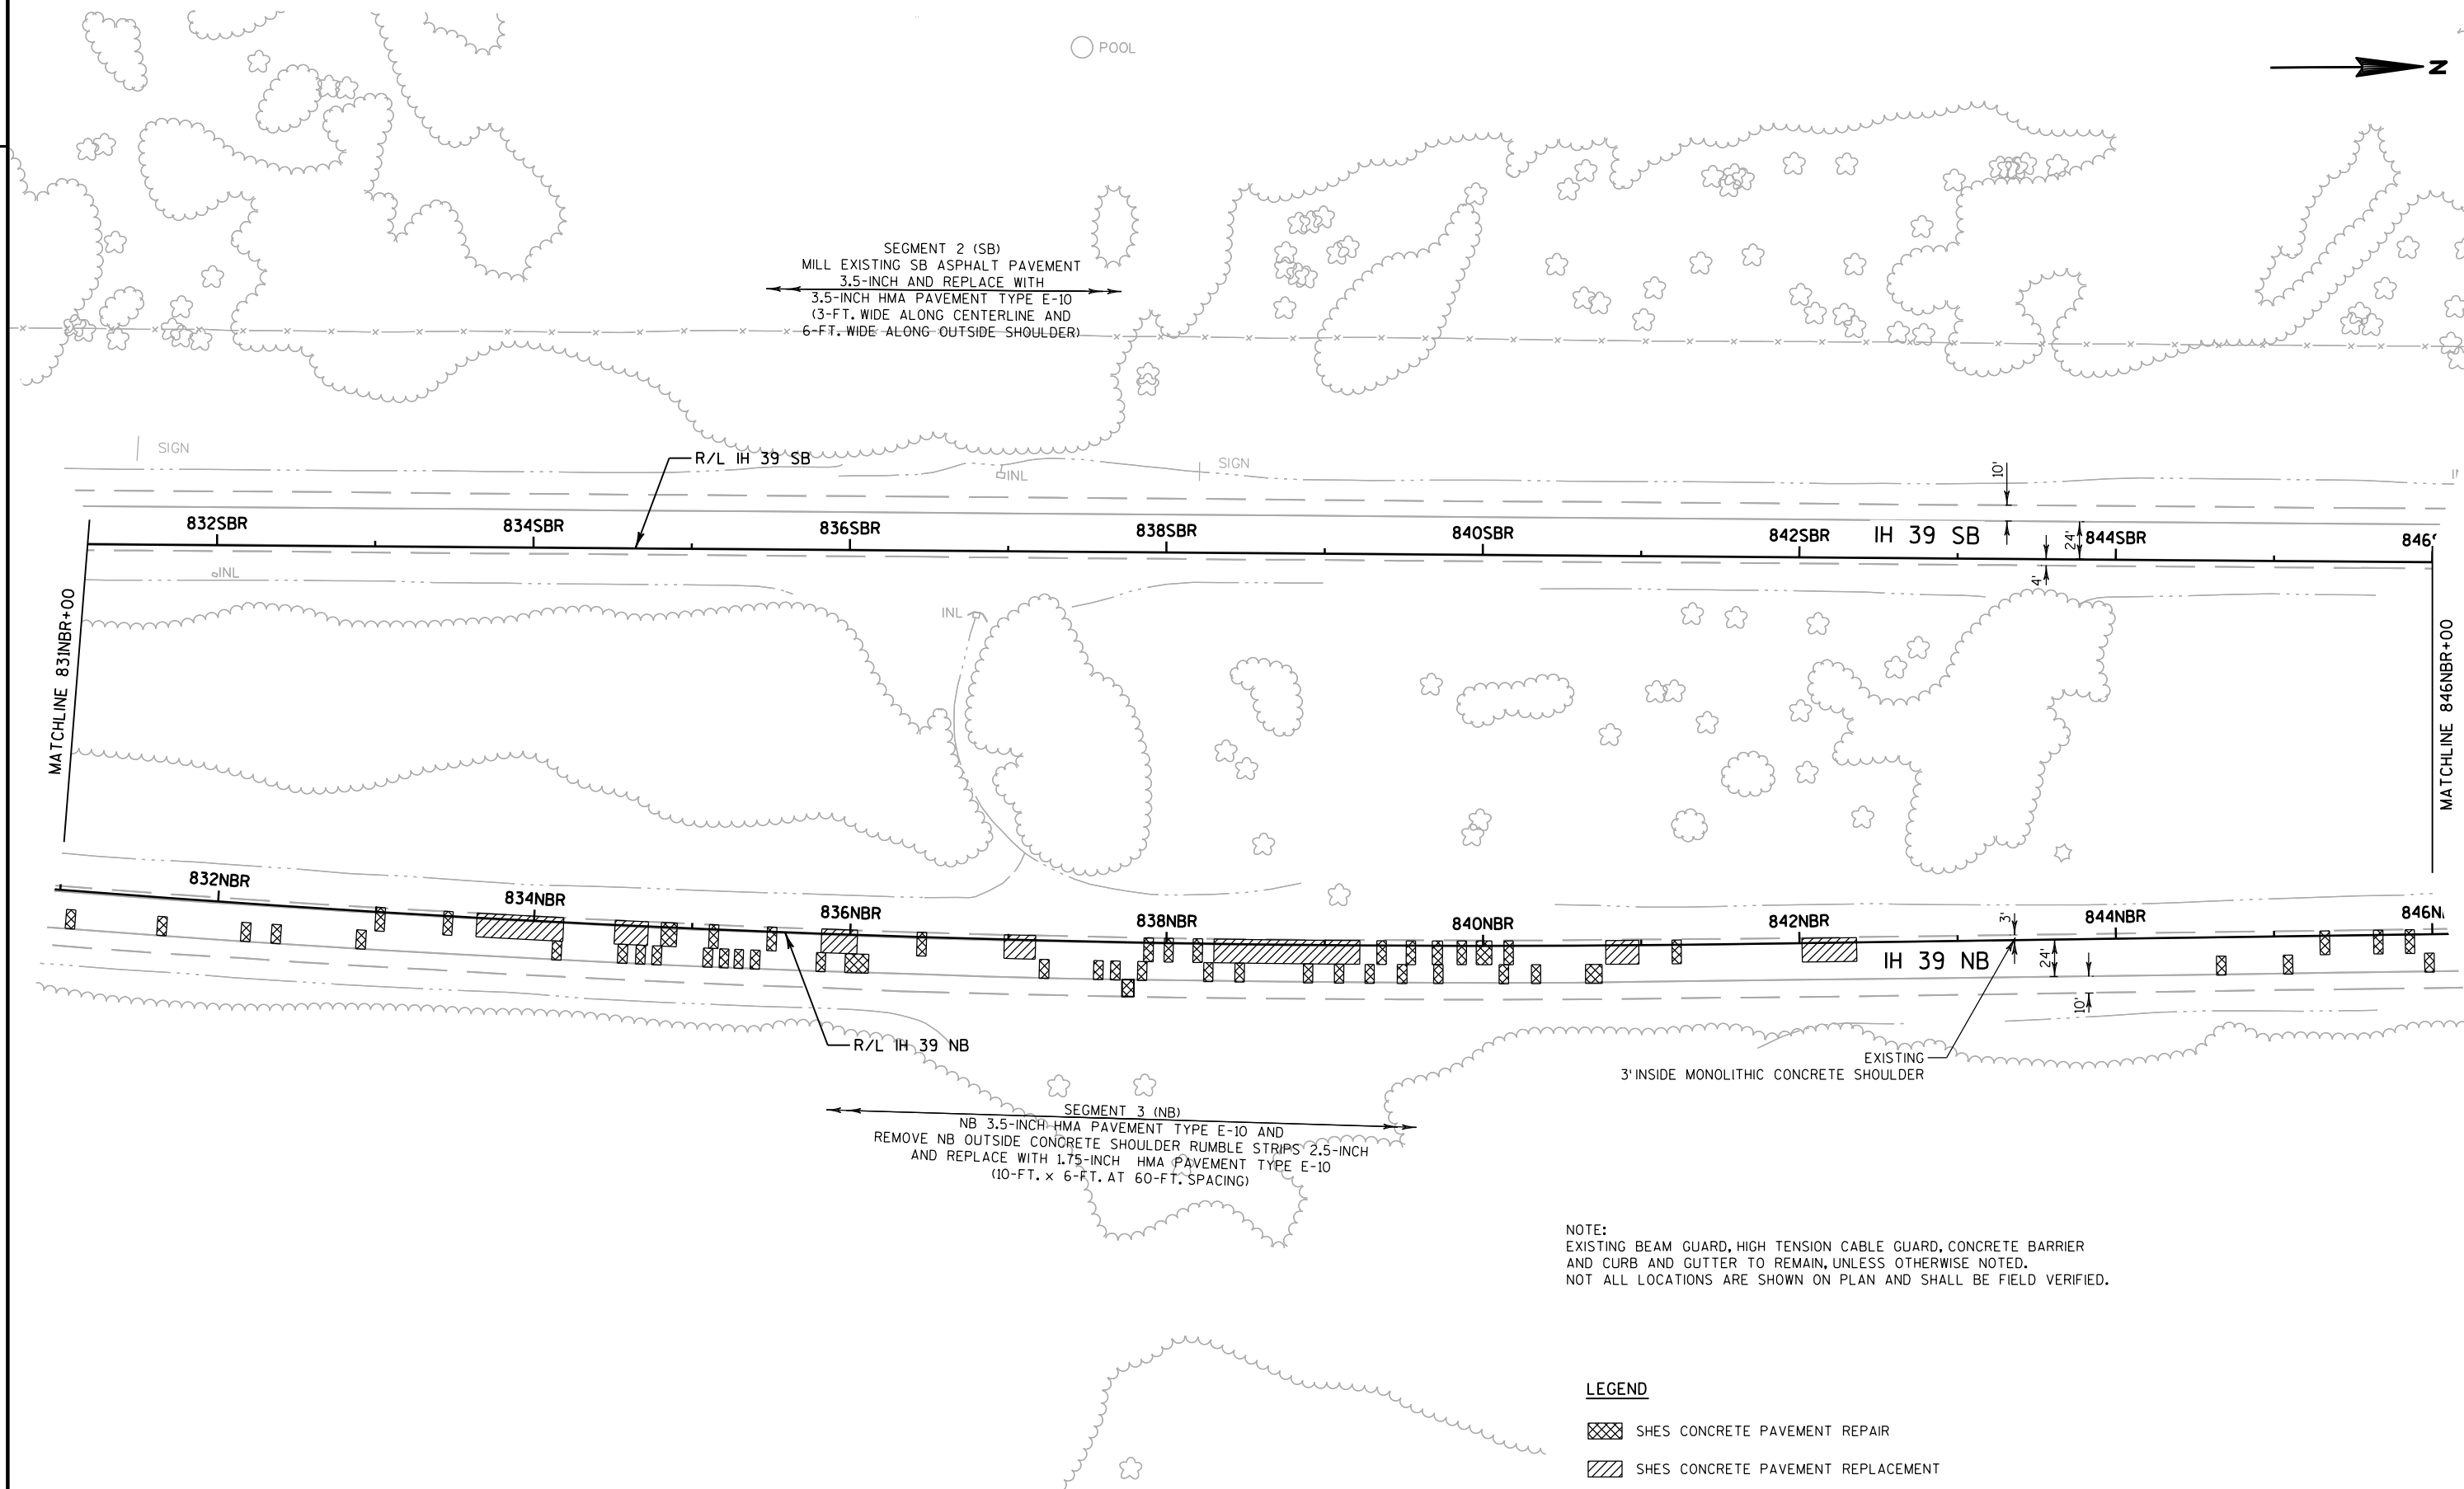 POOL
N
SEGMENT 2 (SB)
MILL EXISTING SB ASPHALT PAVEMENT
3.5-INCH AND REPLACE WITH
3.5-INCH HMA PAVEMENT TYPE E-10
(3-FT. WIDE ALONG CENTERLINE AND
6-FT. WIDE ALONG OUTSIDE SHOULDER)
SIGN
R/L IH 39 SB
INL
SIGN
10'
832SBR
834SBR
836SBR
838SBR
840SBR
842SBR
IH 39 SB
24'
844SBR
846S
4'
INL
INL
MATCHLINE 831NBR+00
MATCHLINE 846NBR+00
832NBR
834NBR
836NBR
838NBR
840NBR
842NBR
3'
844NBR
846N
IH 39 NB
24'
10'
R/L IH 39 NB
EXISTING
3' INSIDE MONOLITHIC CONCRETE SHOULDER
SEGMENT 3 (NB)
NB 3.5-INCH HMA PAVEMENT TYPE E-10 AND
REMOVE NB OUTSIDE CONCRETE SHOULDER RUMBLE STRIPS 2.5-INCH
AND REPLACE WITH 1.75-INCH HMA PAVEMENT TYPE E-10
(10-FT. x 6-FT. AT 60-FT. SPACING)
NOTE:
EXISTING BEAM GUARD, HIGH TENSION CABLE GUARD, CONCRETE BARRIER
AND CURB AND GUTTER TO REMAIN, UNLESS OTHERWISE NOTED.
NOT ALL LOCATIONS ARE SHOWN ON PLAN AND SHALL BE FIELD VERIFIED.
LEGEND
SHES CONCRETE PAVEMENT REPAIR
SHES CONCRETE PAVEMENT REPLACEMENT